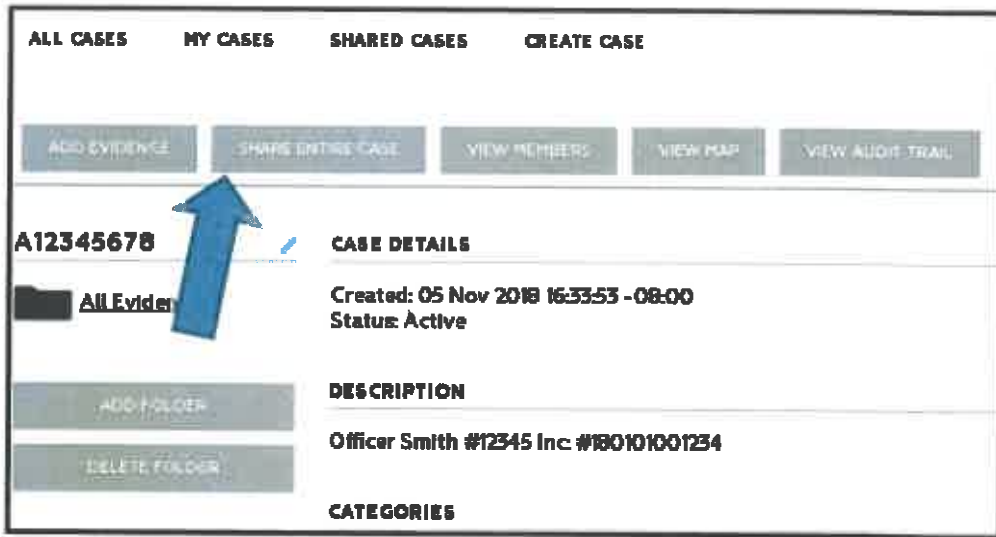 ALL CASES MY CASES SHARED CASES CREATE CASE
ADD EVIDENCE SHARE ENTIRE CASE VIEW MEMBERS VIEW MAP VIEW AUDIT TRAIL
A12345678
All Eviden
ADD FOLDER
DELETE FOLDER
CASE DETAILS
Created: 05 Nov 2018 16:33:53 -08:00
Status: Active
DESCRIPTION
Officer Smith #12345 Inc: #180101001234
CATEGORIES